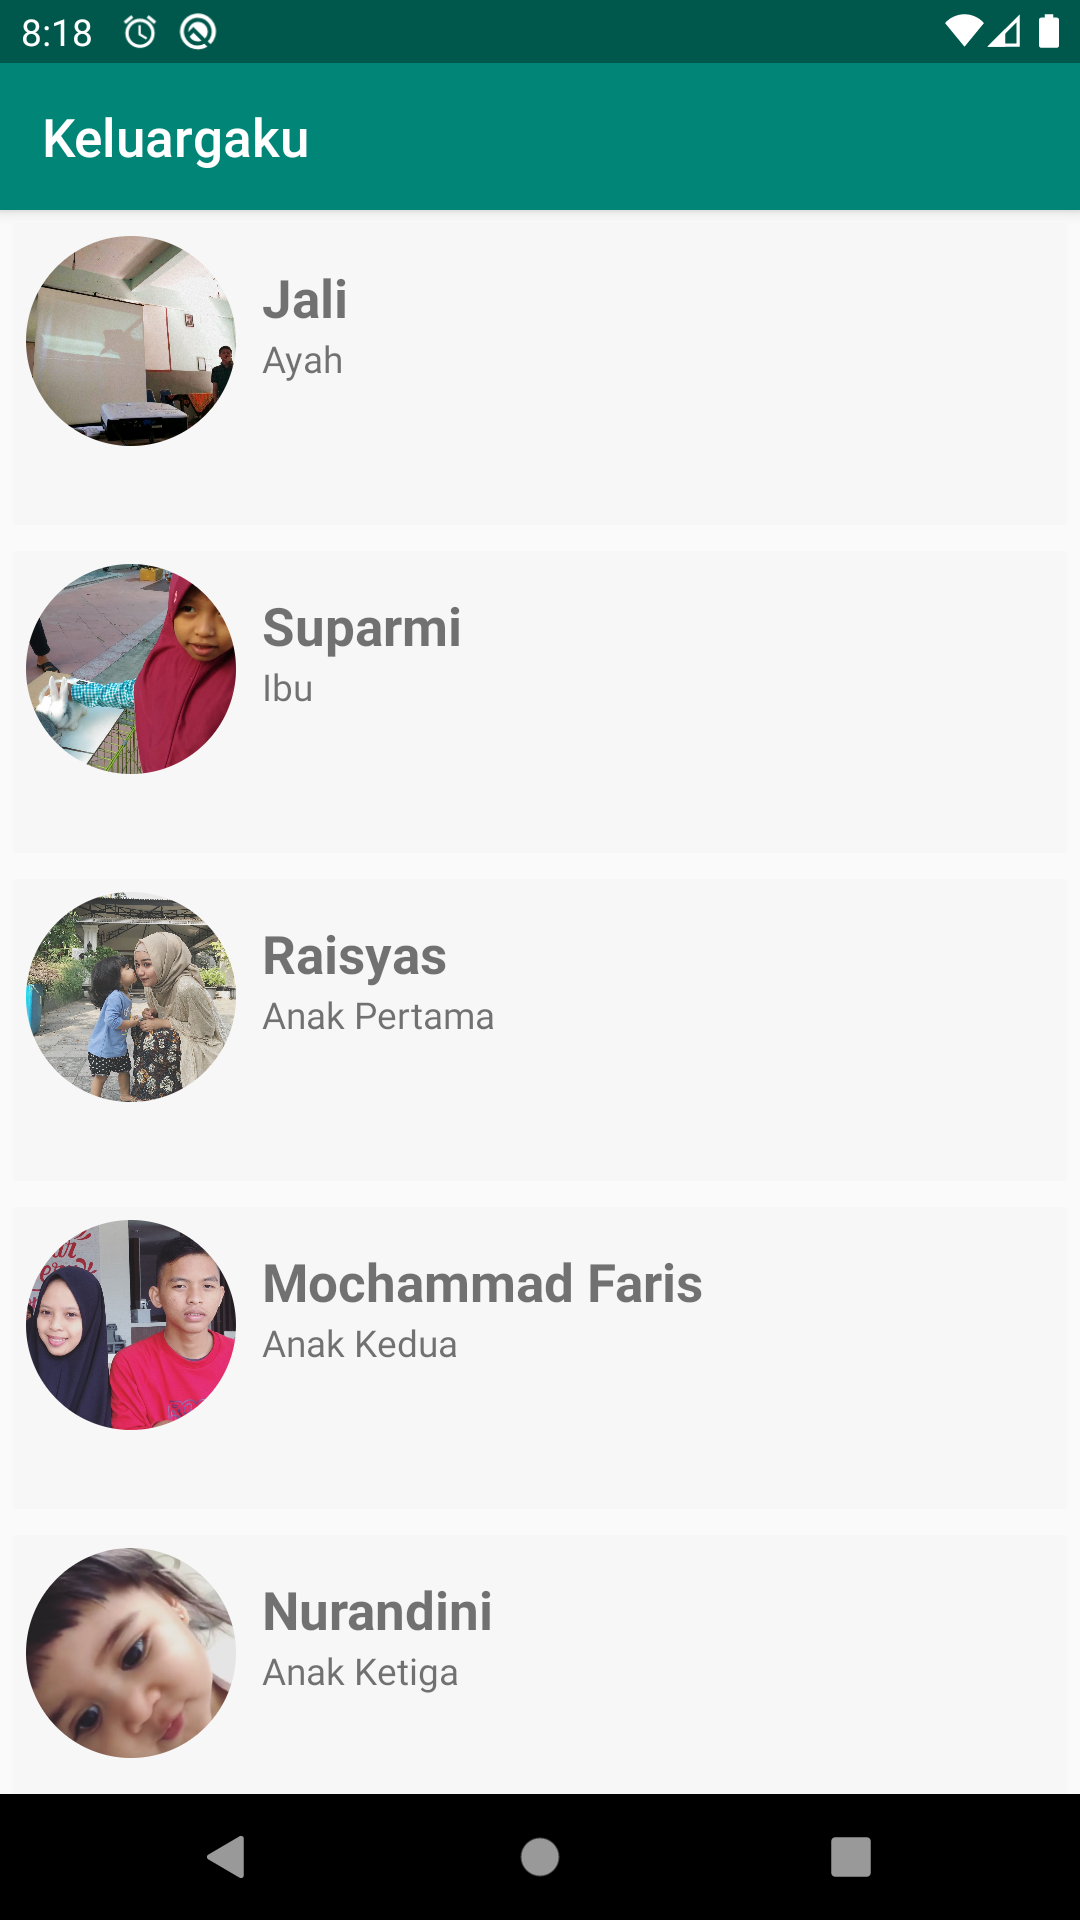 8:18
Keluargaku
Jali
Ayah
Suparmi
Ibu
Raisyas
Anak Pertama
Mochammad Faris
Anak Kedua
Nurandini
Anak Ketiga